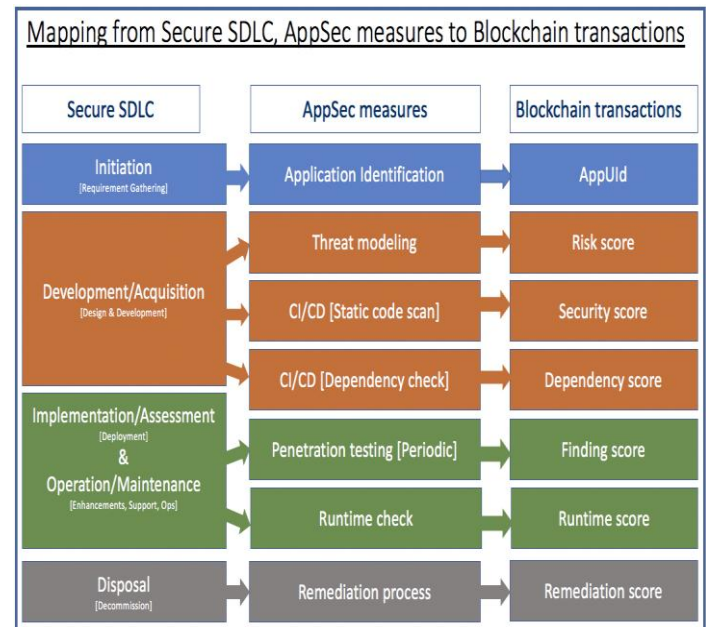 Mapping from Secure SDLC, AppSec measures to Blockchain transactions
Secure SDLC
AppSec measures
Blockchain transactions
Initiation
[Requirement Gathering]
Application Identification
AppUId
Development/Acquisition
[Design & Development]
Threat modeling
Risk score
CI/CD [Static code scan]
Security score
CI/CD [Dependency check]
Dependency score
Implementation/Assessment
[Deployment]
&
Operation/Maintenance
[Enhancements, Support, Ops]
Penetration testing [Periodic]
Finding score
Runtime check
Runtime score
Disposal
[Decommission]
Remediation process
Remediation score